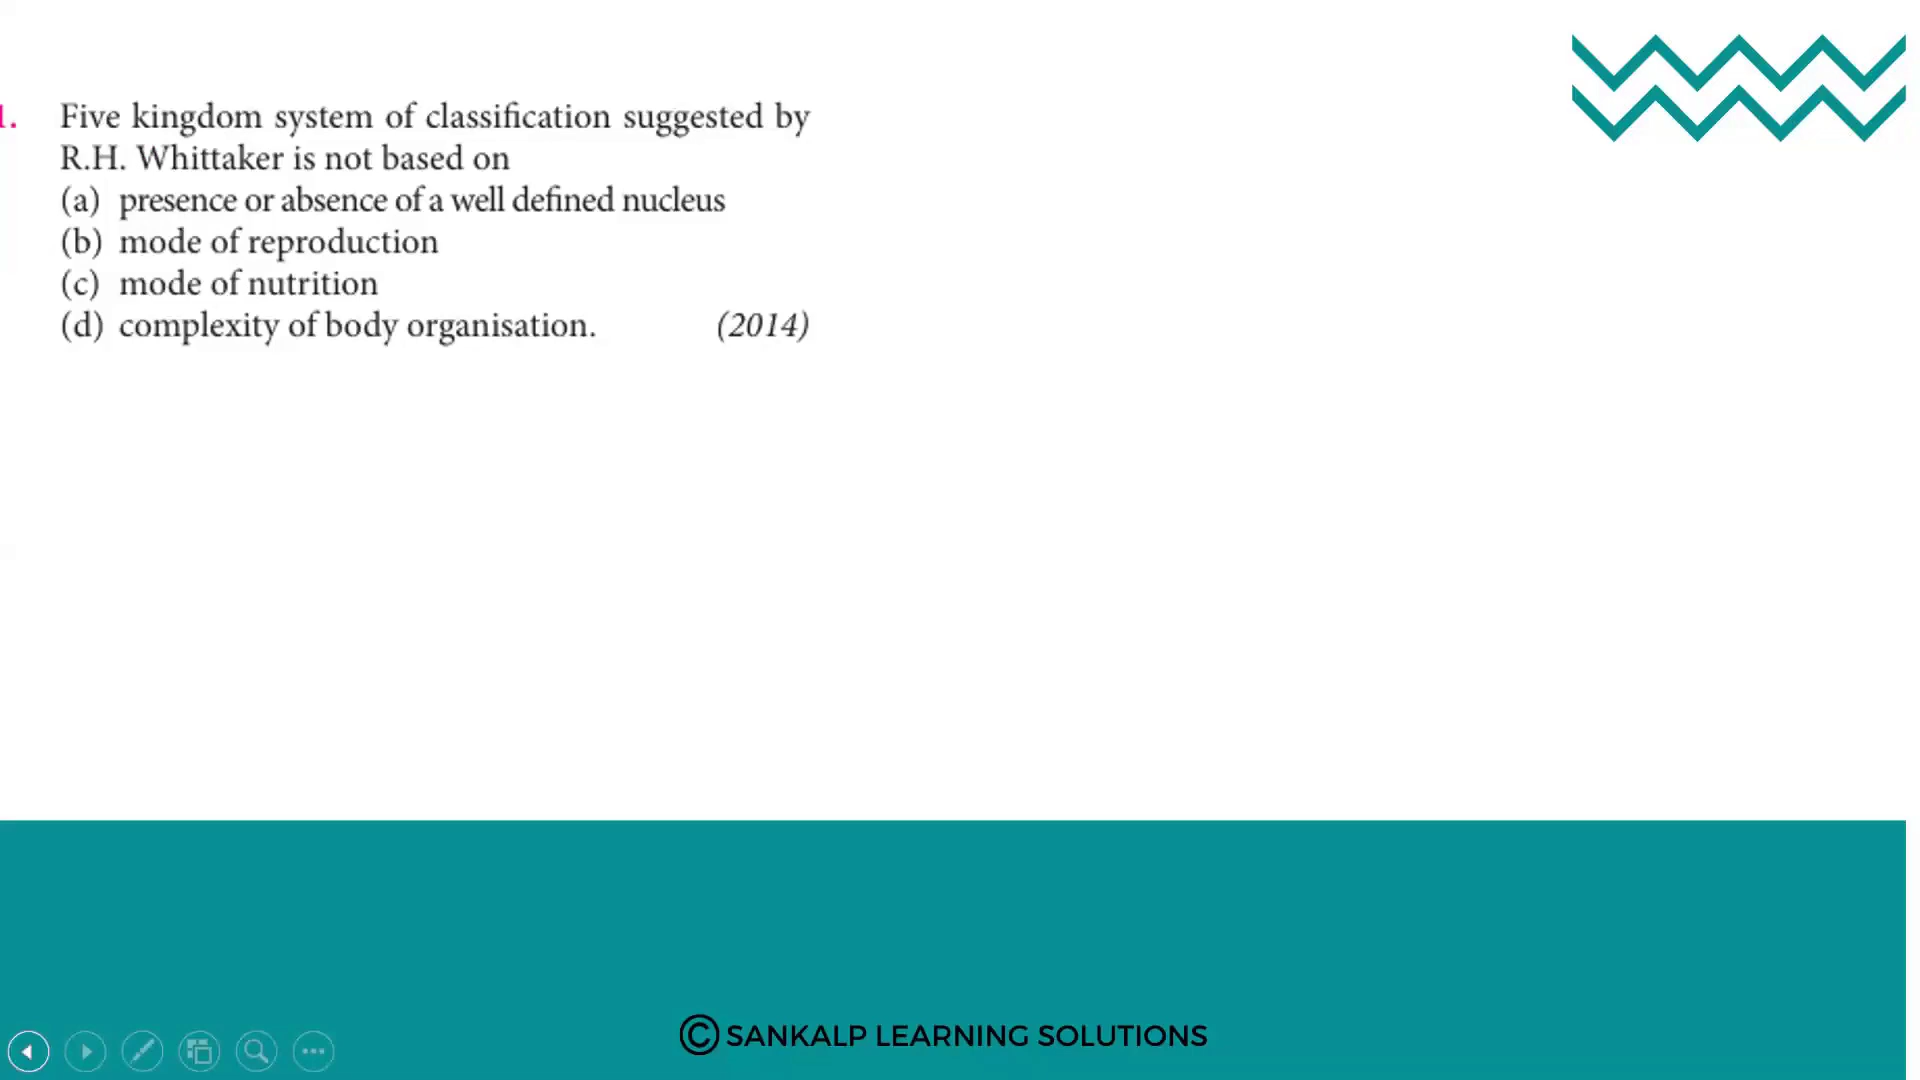 1. Five kingdom system of classification suggested by
R.H. Whittaker is not based on
(a) presence or absence of a well defined nucleus
(b) mode of reproduction
(c) mode of nutrition
(d) complexity of body organisation. (2014)
© SANKALP LEARNING SOLUTIONS